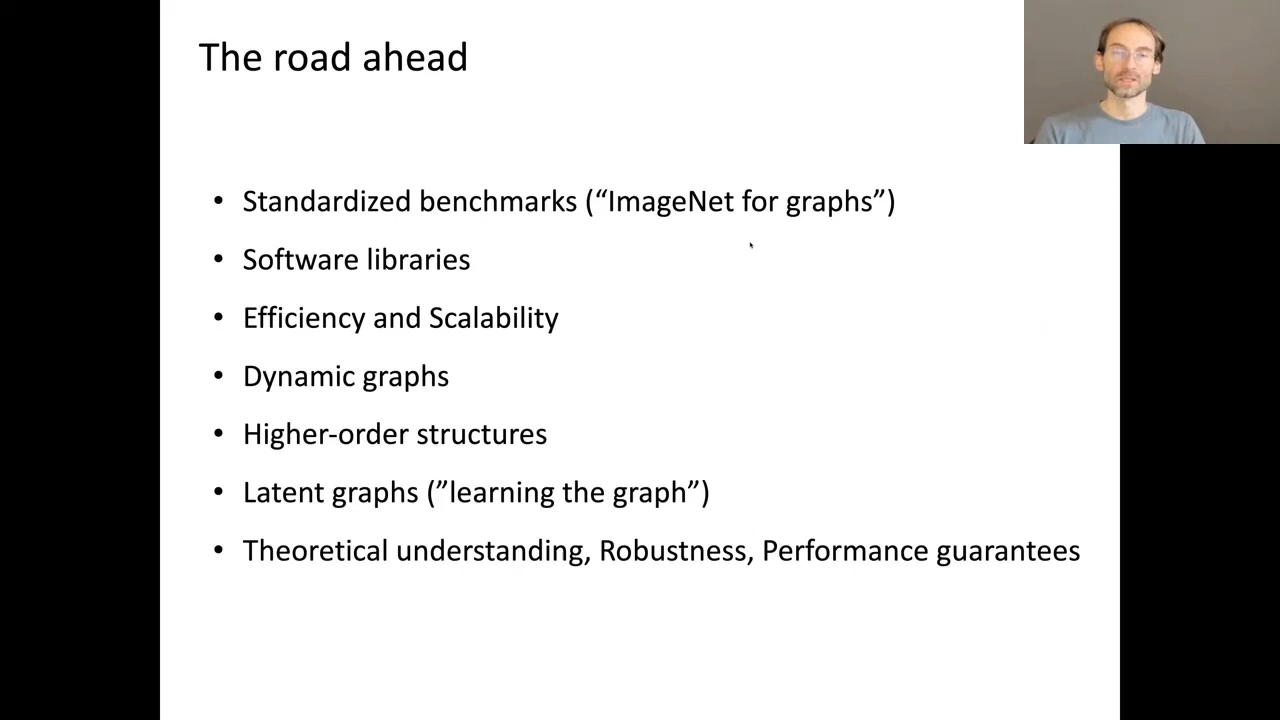 The road ahead
• Standardized benchmarks (“ImageNet for graphs”)
• Software libraries
• Efficiency and Scalability
• Dynamic graphs
• Higher-order structures
• Latent graphs (”learning the graph”)
• Theoretical understanding, Robustness, Performance guarantees